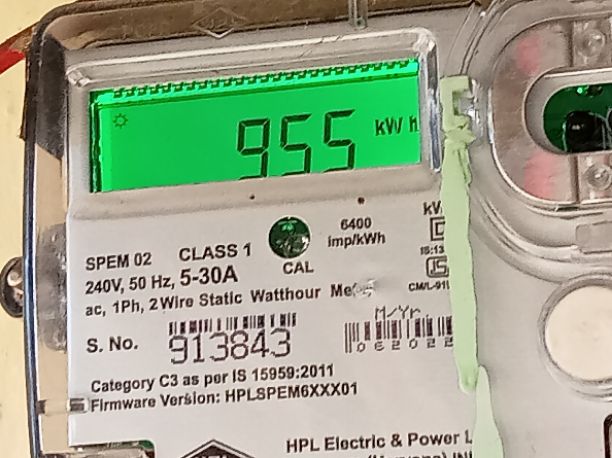 955 kWh
6400
imp/kWh
SPEM 02 CLASS 1
CAL
240V, 50 Hz, 5-30A
ac, 1Ph, 2Wire Static Watthour
M/Yr.
S. No. 913843
062022
Category C3 as per IS 15959:2011
Firmware Version: HPLSPEM6XXX01
HPL Electric & Power